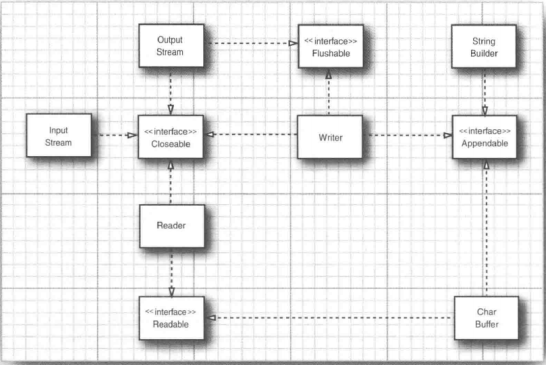 Output
Stream
<< interface >>
Flushable
String
Builder
Input
Stream
<< interface >>
Closeable
Writer
<< interface >>
Appendable
Reader
<< interface >>
Readable
Char
Buffer